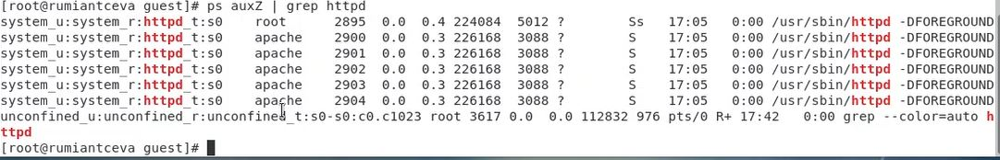 [root@rumiantceva guest]# ps auxZ | grep httpd
system_u:system_r:httpd_t:s0    root      2895  0.0  0.4 224084  5012 ?        Ss   17:05   0:00 /usr/sbin/httpd -DFOREGROUND
system_u:system_r:httpd_t:s0    apache    2900  0.0  0.3 226168  3088 ?        S    17:05   0:00 /usr/sbin/httpd -DFOREGROUND
system_u:system_r:httpd_t:s0    apache    2901  0.0  0.3 226168  3088 ?        S    17:05   0:00 /usr/sbin/httpd -DFOREGROUND
system_u:system_r:httpd_t:s0    apache    2902  0.0  0.3 226168  3088 ?        S    17:05   0:00 /usr/sbin/httpd -DFOREGROUND
system_u:system_r:httpd_t:s0    apache    2903  0.0  0.3 226168  3088 ?        S    17:05   0:00 /usr/sbin/httpd -DFOREGROUND
system_u:system_r:httpd_t:s0    apache    2904  0.0  0.3 226168  3088 ?        S    17:05   0:00 /usr/sbin/httpd -DFOREGROUND
unconfined_u:unconfined_r:unconfined_t:s0-s0:c0.c1023 root 3617 0.0  0.0 112832 976 pts/0 R+ 17:42   0:00 grep --color=auto h
ttpd
[root@rumiantceva guest]#